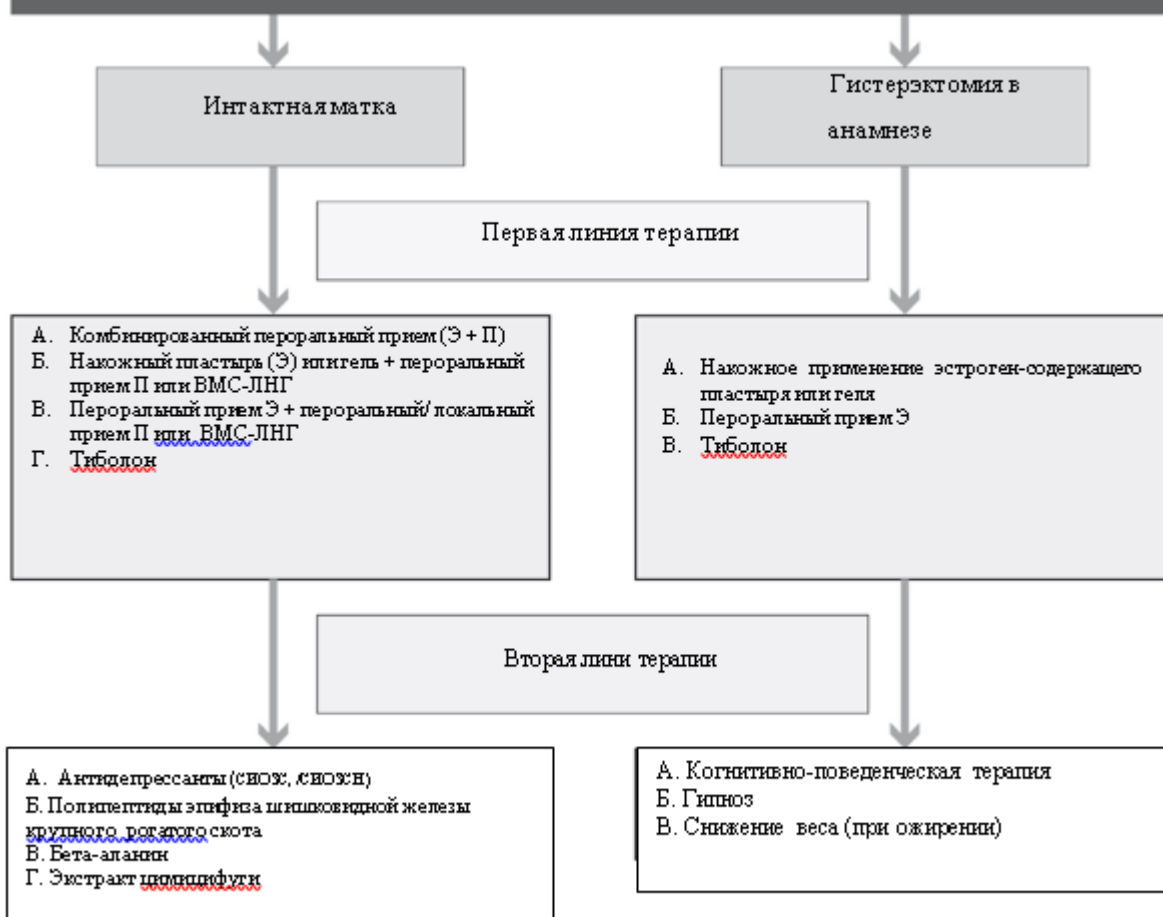 Интактная матка
Гистерэктомия в
анамнезе
Первая линия терапии
А. Комбинированный пероральный прием (Э + П)
Б. Накожный пластырь (Э) или гель + пероральный
прием П или ВМС-ЛНГ
В. Пероральный прием Э + пероральный/ локальный
прием П или ВМС-ЛНГ
Г. Тиболон
А. Накожное применение эстроген-содержащего
пластыря или геля
Б. Пероральный прием Э
В. Тиболон
Вторая лини терапии
А. Антидепрессанты (СИОЗС, /СИОЗСН)
Б. Полипептиды эпифиза шишковидной железы
крупного рогатого скота
В. Бета-аланин
Г. Экстракт цимицифуги
А. Когнитивно-поведенческая терапия
Б. Гипноз
В. Снижение веса (при ожирении)